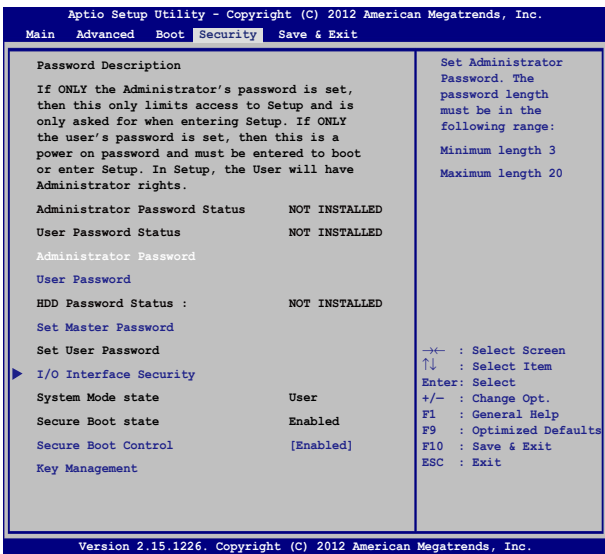 Aptio Setup Utility - Copyright (C) 2012 American Megatrends, Inc.
Main Advanced Boot Security Save & Exit
Password Description
If ONLY the Administrator's password is set,
then this only limits access to Setup and is
only asked for when entering Setup. If ONLY
the user's password is set, then this is a
power on password and must be entered to boot
or enter Setup. In Setup, the User will have
Administrator rights.
Administrator Password Status NOT INSTALLED
User Password Status NOT INSTALLED
Administrator Password
User Password
HDD Password Status : NOT INSTALLED
Set Master Password
Set User Password
I/O Interface Security
System Mode state User
Secure Boot state Enabled
Secure Boot Control [Enabled]
Key Management
Set Administrator
Password. The
password length
must be in the
following range:
Minimum length 3
Maximum length 20
→← : Select Screen
↑↓ : Select Item
Enter: Select
+/— : Change Opt.
F1 : General Help
F9 : Optimized Defaults
F10 : Save & Exit
ESC : Exit
Version 2.15.1226. Copyright (C) 2012 American Megatrends, Inc.